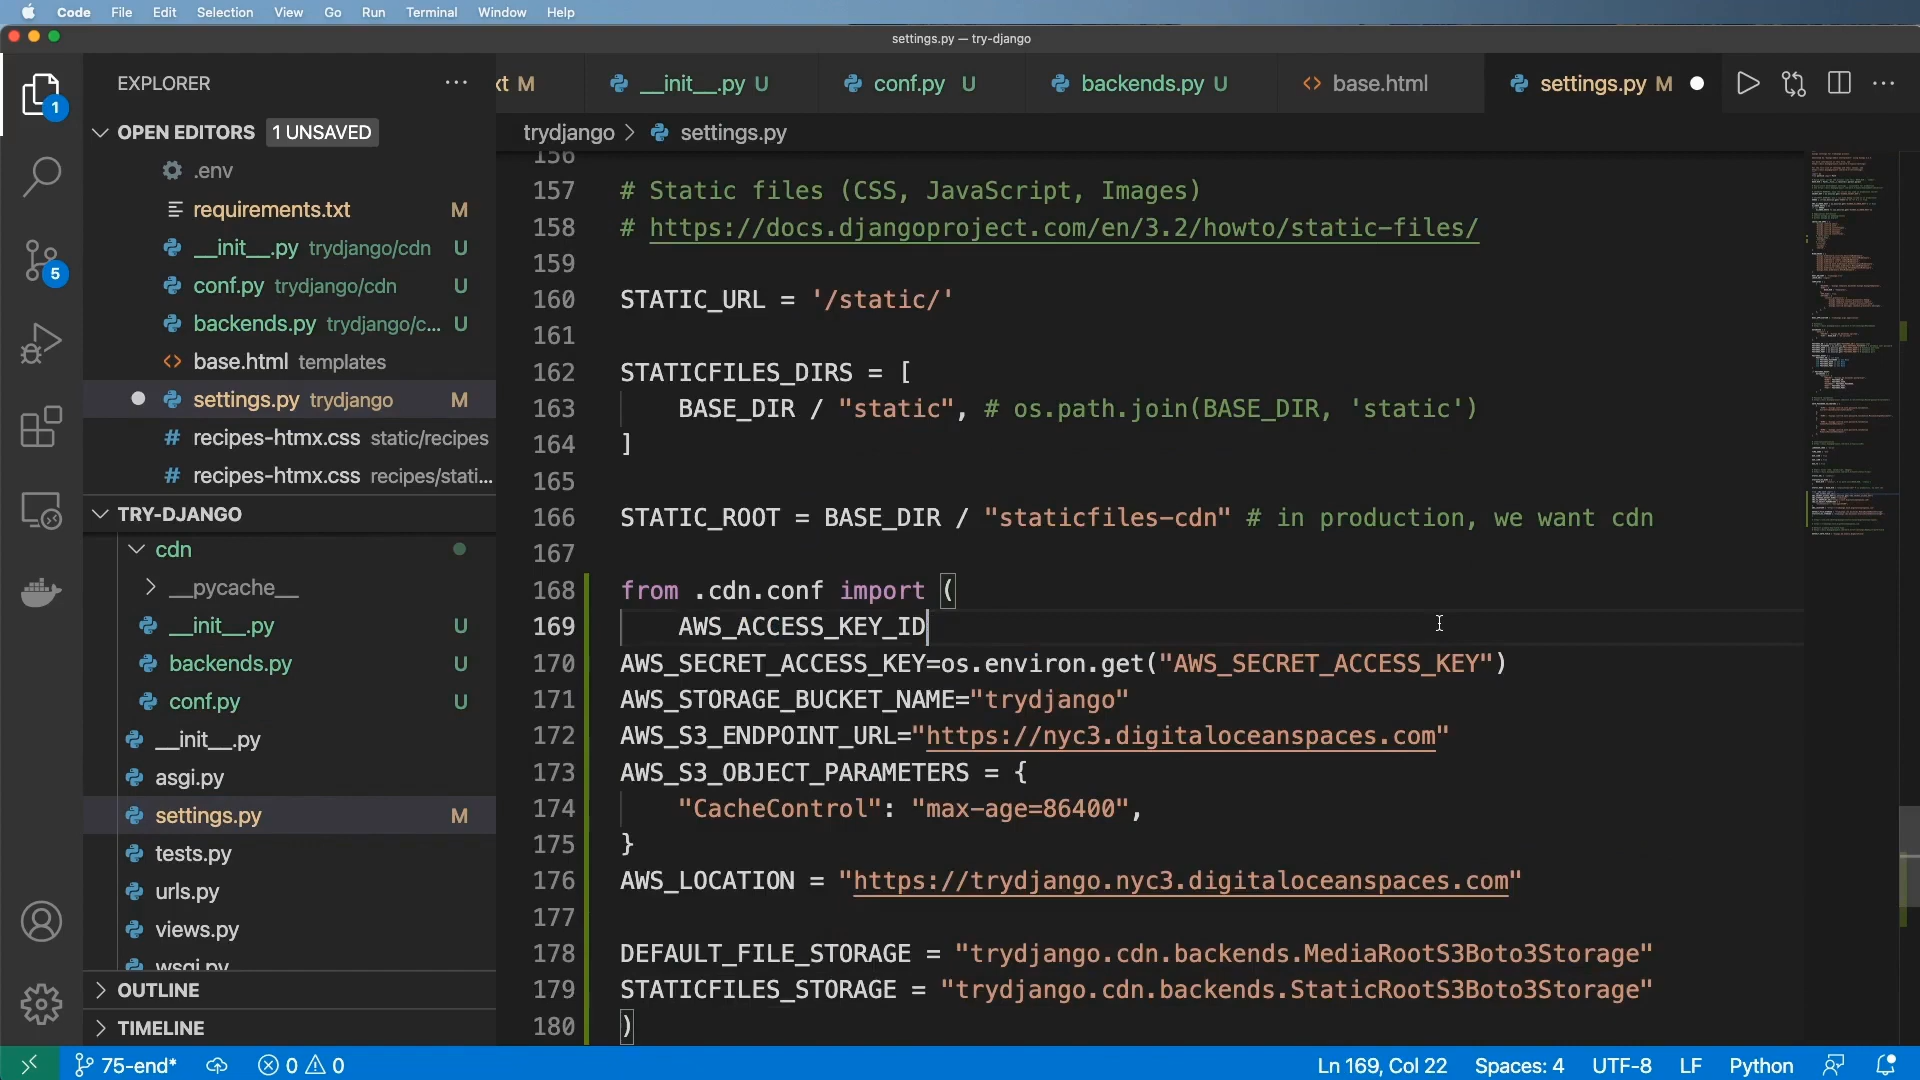 Code File Edit Selection View Go Run Terminal Window Help
settings.py — try-django
EXPLORER
xt M
__init__.py U
conf.py U
backends.py U
base.html
settings.py M
OPEN EDITORS 1 UNSAVED
trydjango > settings.py
.env
requirements.txt M
__init__.py trydjango/cdn U
conf.py trydjango/cdn U
backends.py trydjango/c... U
base.html templates
settings.py trydjango M
recipes-htmx.css static/recipes
recipes-htmx.css recipes/stati...
TRY-DJANGO
cdn
__pycache__
__init__.py U
backends.py U
conf.py U
__init__.py
asgi.py
settings.py M
tests.py
urls.py
views.py
wsgi.py
OUTLINE
TIMELINE
1
5
156
157 # Static files (CSS, JavaScript, Images)
158 # https://docs.djangoproject.com/en/3.2/howto/static-files/
159
160 STATIC_URL = '/static/'
161
162 STATICFILES_DIRS = [
163 BASE_DIR / "static", # os.path.join(BASE_DIR, 'static')
164 ]
165
166 STATIC_ROOT = BASE_DIR / "staticfiles-cdn" # in production, we want cdn
167
168 from .cdn.conf import (
169 AWS_ACCESS_KEY_ID
170 AWS_SECRET_ACCESS_KEY=os.environ.get("AWS_SECRET_ACCESS_KEY")
171 AWS_STORAGE_BUCKET_NAME="trydjango"
172 AWS_S3_ENDPOINT_URL="https://nyc3.digitaloceanspaces.com"
173 AWS_S3_OBJECT_PARAMETERS = {
174 "CacheControl": "max-age=86400",
175 }
176 AWS_LOCATION = "https://trydjango.nyc3.digitaloceanspaces.com"
177
178 DEFAULT_FILE_STORAGE = "trydjango.cdn.backends.MediaRootS3Boto3Storage"
179 STATICFILES_STORAGE = "trydjango.cdn.backends.StaticRootS3Boto3Storage"
180 )
75-end* 0 0 Ln 169, Col 22 Spaces: 4 UTF-8 LF Python